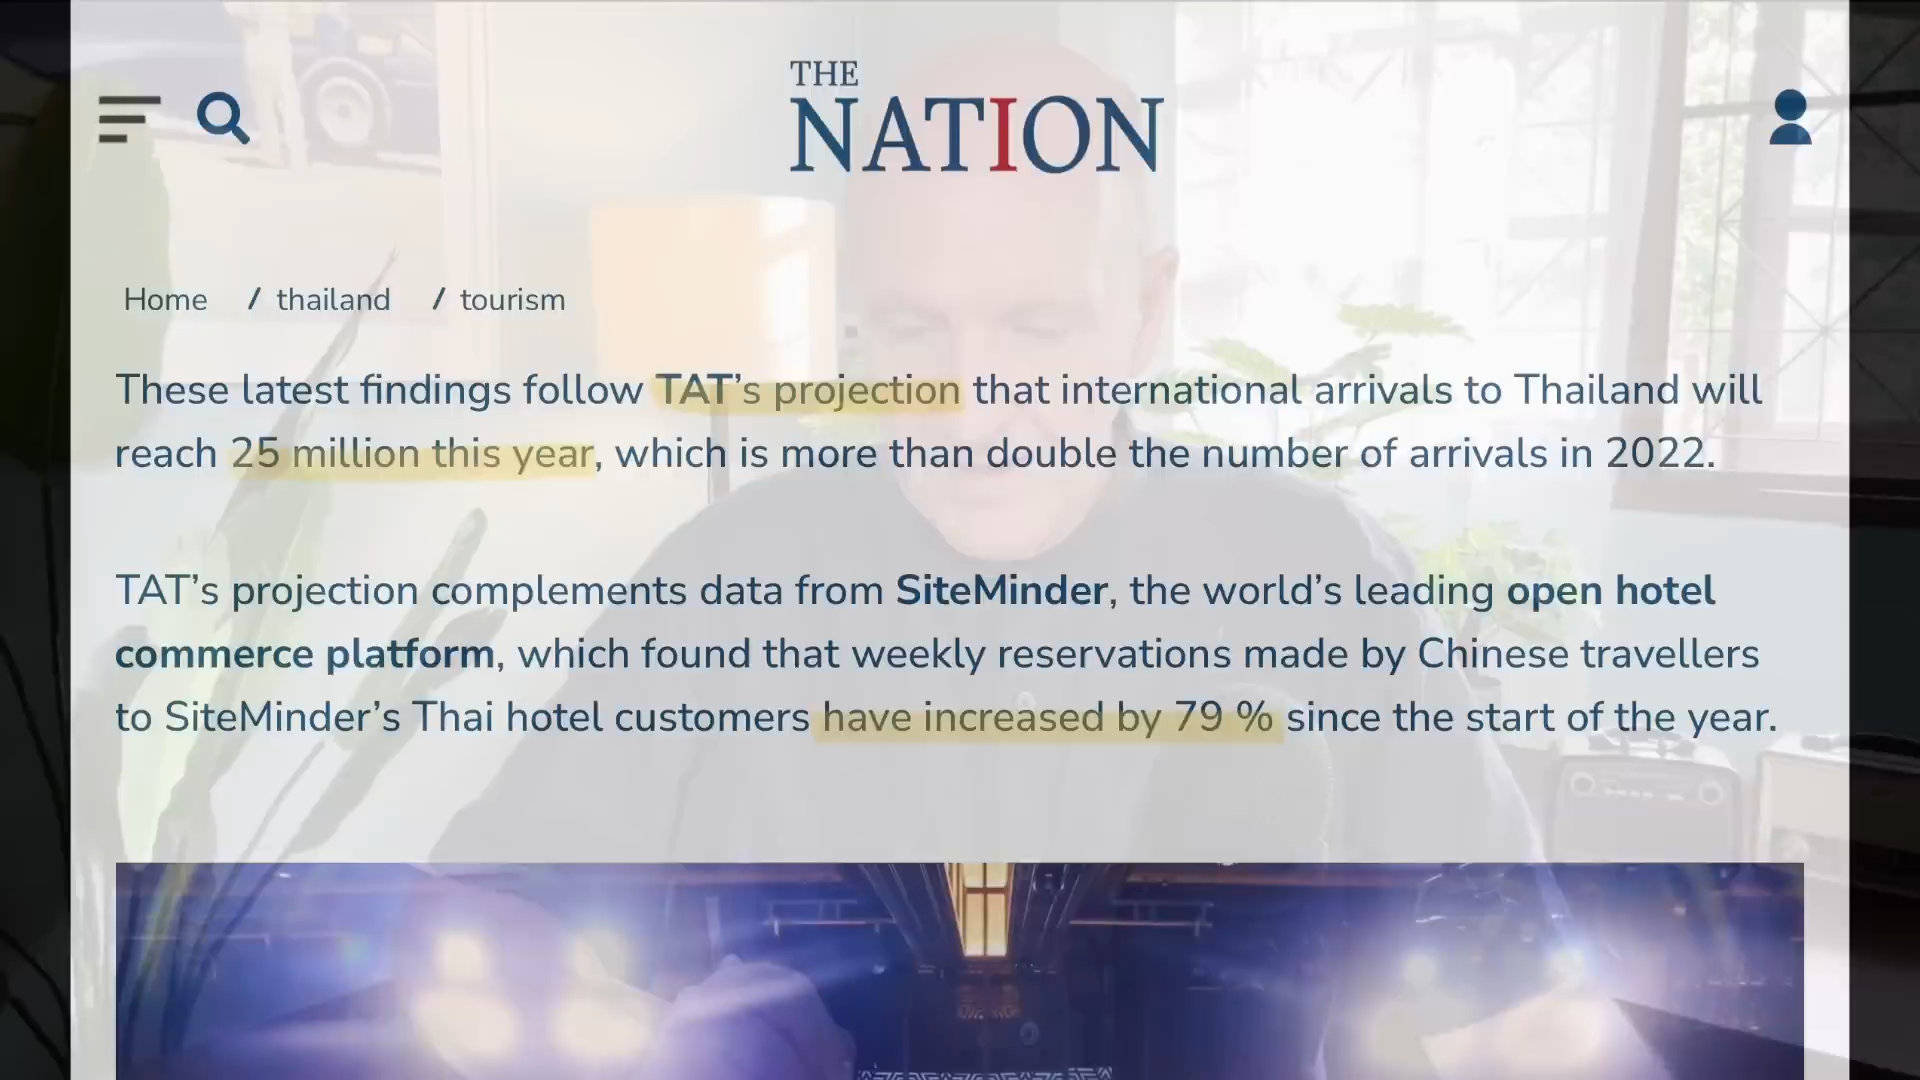 THE
NATION
Home / thailand / tourism
These latest findings follow TAT’s projection that international arrivals to Thailand will
reach 25 million this year, which is more than double the number of arrivals in 2022.
TAT’s projection complements data from SiteMinder, the world’s leading open hotel
commerce platform, which found that weekly reservations made by Chinese travellers
to SiteMinder’s Thai hotel customers have increased by 79 % since the start of the year.